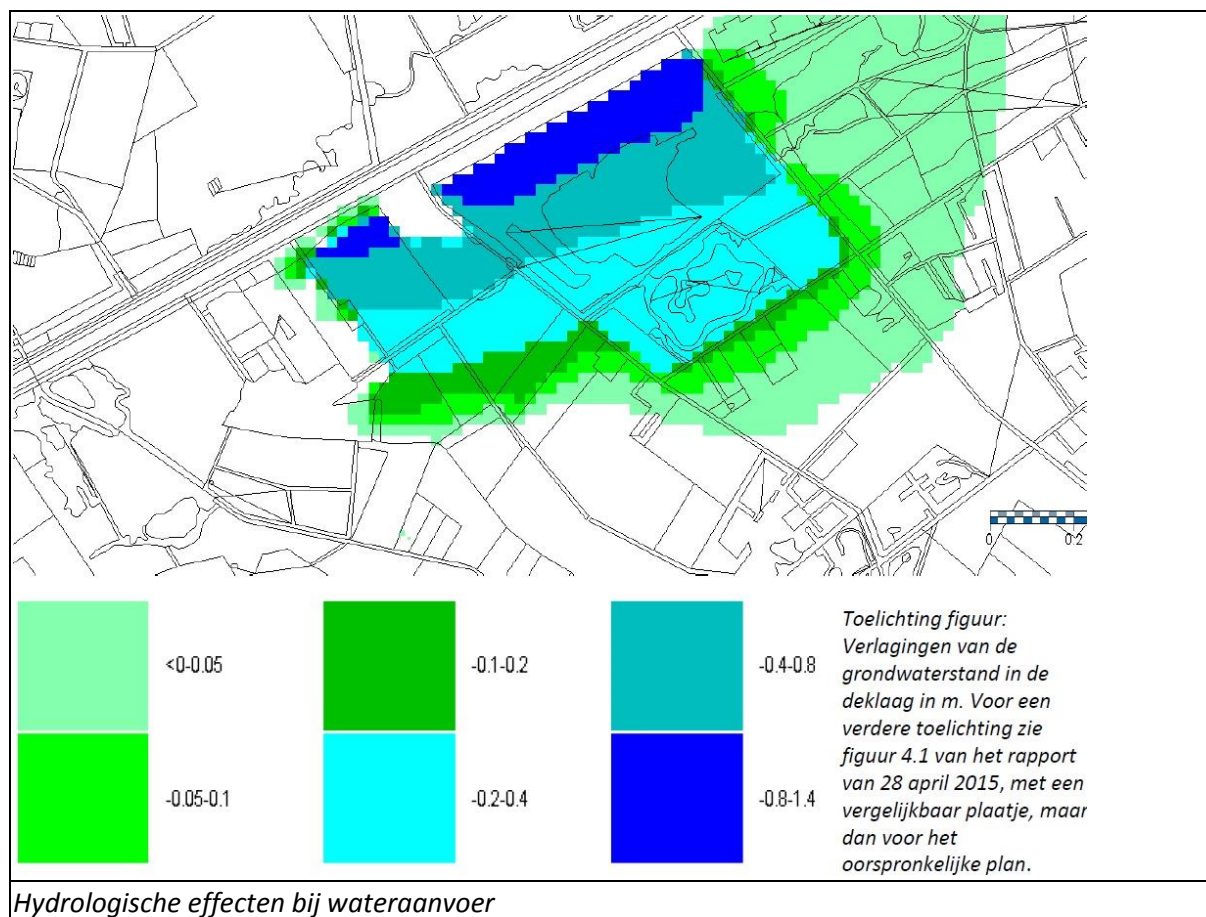 0 0.2
<0-0.05
-0.1-0.2
-0.4-0.8
-0.05-0.1
-0.2-0.4
-0.8-1.4
Toelichting figuur:
Verlagingen van de
grondwaterstand in de
deklaag in m. Voor een
verdere toelichting zie
figuur 4.1 van het rapport
van 28 april 2015, met een
vergelijkbaar plaatje, maar
dan voor het
oorspronkelijke plan.
Hydrologische effecten bij wateraanvoer